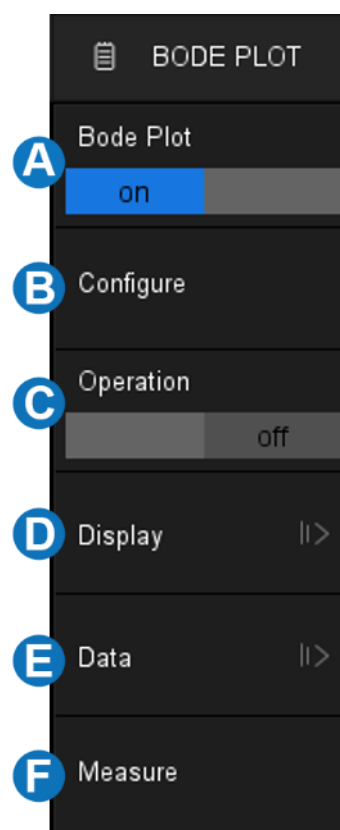 BODE PLOT
A
Bode Plot
on
B
Configure
C
Operation
off
D
Display
E
Data
F
Measure